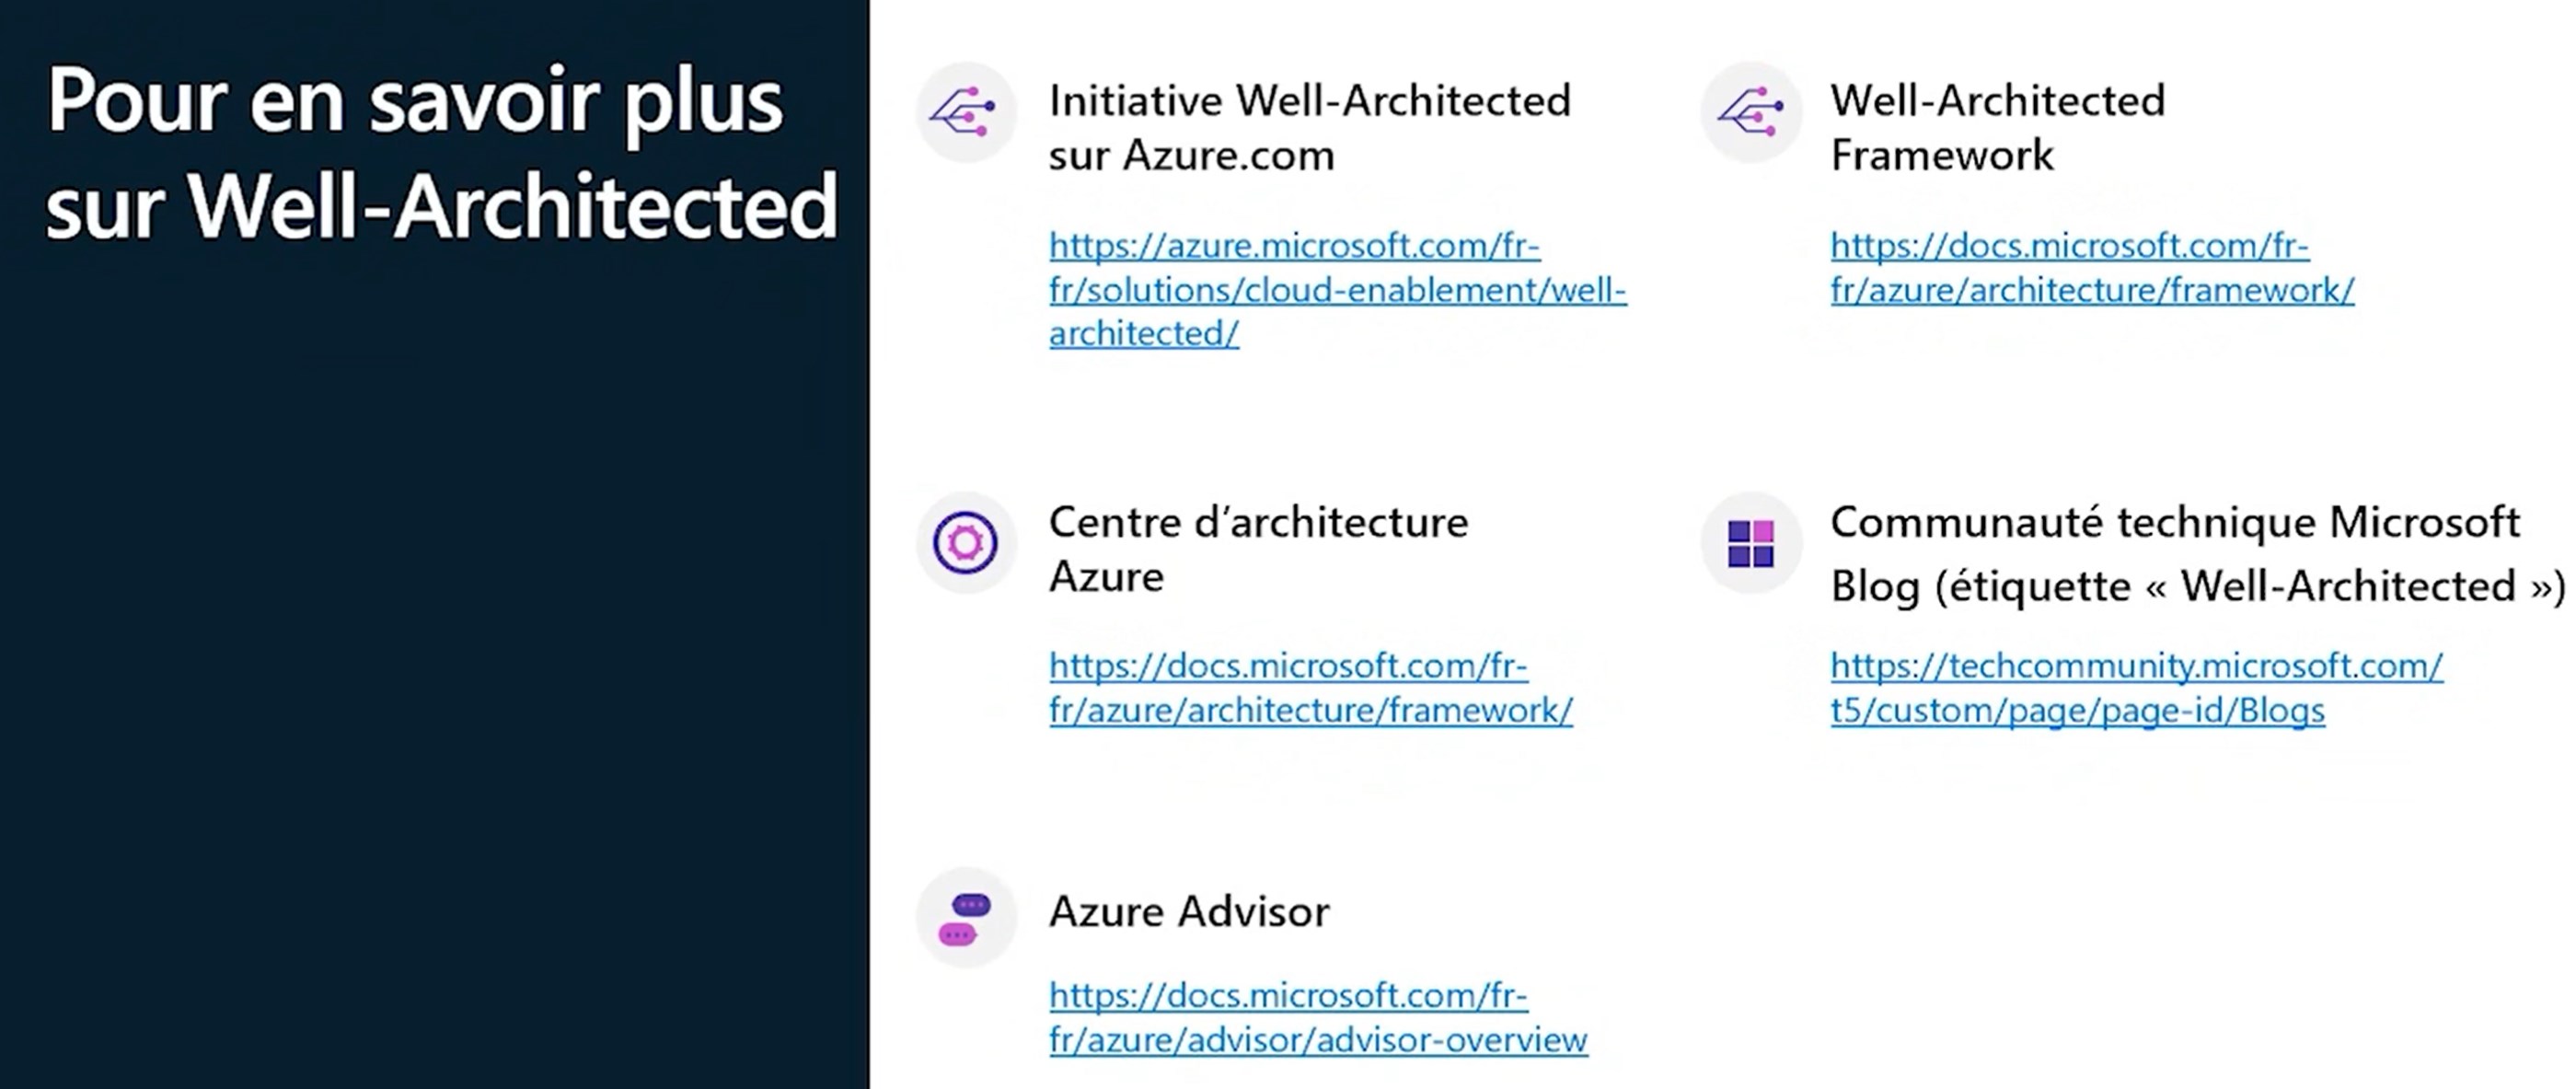 Pour en savoir plus
sur Well-Architected
Initiative Well-Architected
sur Azure.com
https://azure.microsoft.com/fr-
fr/solutions/cloud-enablement/well-
architected/
Well-Architected
Framework
https://docs.microsoft.com/fr-
fr/azure/architecture/framework/
Centre d’architecture
Azure
https://docs.microsoft.com/fr-
fr/azure/architecture/framework/
Communauté technique Microsoft
Blog (étiquette « Well-Architected »)
https://techcommunity.microsoft.com/
t5/custom/page/page-id/Blogs
Azure Advisor
https://docs.microsoft.com/fr-
fr/azure/advisor/advisor-overview